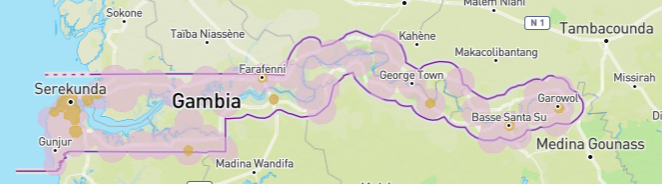 Sokone
Malem Niani
N 1
Taïba Niassène
Kahène
Tambacounda
Makacolibantang
Farafenni
George Town
Missirah
Serekunda
Gambia
Garowol
Basse Santa Su
Gunjur
Medina Gounass
Madina Wandifa